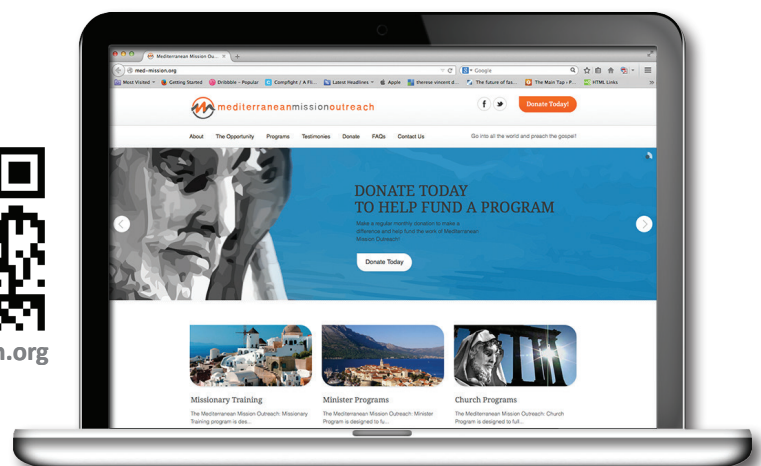 Mediterranean Mission Ou...
med-mission.org
Google
Most Visited
Getting Started
Dribbble - Popular
Compfight / A Fli...
Latest Headlines
Apple
therese vincent d...
The future of fas...
The Main Tap › P...
HTML Links
mediterraneanmissionoutreach
f
Donate Today!
About The Opportunity Programs Testimonies Donate FAQs Contact Us
Go into all the world and preach the gospel!
DONATE TODAY
TO HELP FUND A PROGRAM
Make a regular monthly donation to make a
difference and help fund the work of Mediterranean
Mission Outreach!
Donate Today
Missionary Training
The Mediterranean Mission Outreach: Missionary
Training program is des...
Minister Programs
The Mediterranean Mission Outreach: Minister
Program is designed to fu...
Church Programs
The Mediterranean Mission Outreach: Church
Program is designed to full...
n.org